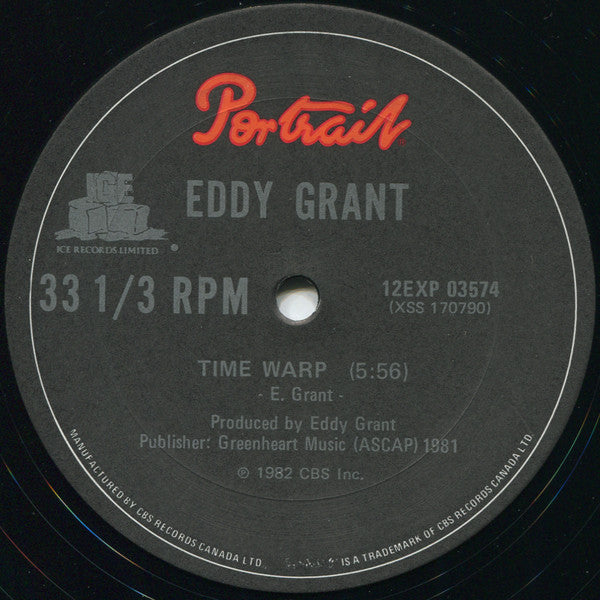 Portrait
EDDY GRANT
ICE
ICE RECORDS LIMITED
33 1/3 RPM
12EXP 03574
(XSS 170790)
TIME WARP (5:56)
- E. Grant -
Produced by Eddy Grant
Publisher: Greenheart Music (ASCAP) 1981
℗ 1982 CBS Inc.
MANUFACTURED BY CBS RECORDS CANADA LTD.
IS A TRADEMARK OF CBS RECORDS CANADA LTD.